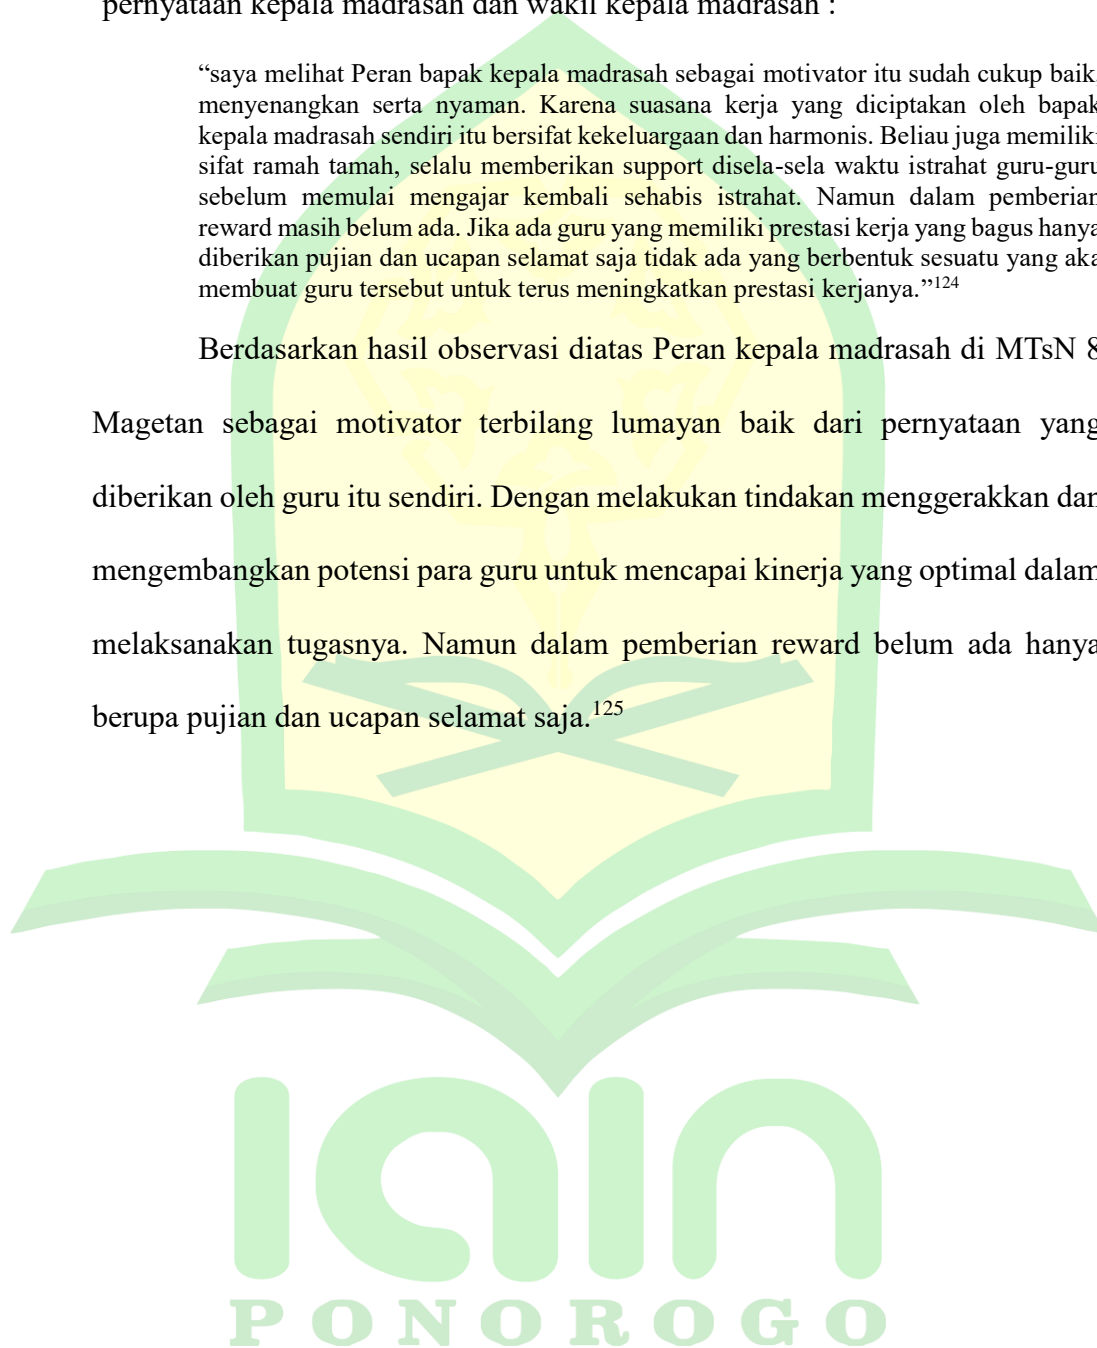 pernyataan kepala madrasah dan wakil kepala madrasah :
“saya melihat Peran bapak kepala madrasah sebagai motivator itu sudah cukup baik,
menyenangkan serta nyaman. Karena suasana kerja yang diciptakan oleh bapak
kepala madrasah sendiri itu bersifat kekeluargaan dan harmonis. Beliau juga memiliki
sifat ramah tamah, selalu memberikan support disela-sela waktu istrahat guru-guru
sebelum memulai mengajar kembali sehabis istrahat. Namun dalam pemberian
reward masih belum ada. Jika ada guru yang memiliki prestasi kerja yang bagus hanya
diberikan pujian dan ucapan selamat saja tidak ada yang berbentuk sesuatu yang aka
membuat guru tersebut untuk terus meningkatkan prestasi kerjanya.”124
Berdasarkan hasil observasi diatas Peran kepala madrasah di MTsN 8
Magetan sebagai motivator terbilang lumayan baik dari pernyataan yang
diberikan oleh guru itu sendiri. Dengan melakukan tindakan menggerakkan dan
mengembangkan potensi para guru untuk mencapai kinerja yang optimal dalam
melaksanakan tugasnya. Namun dalam pemberian reward belum ada hanya
berupa pujian dan ucapan selamat saja.125
iain
PONOROGO